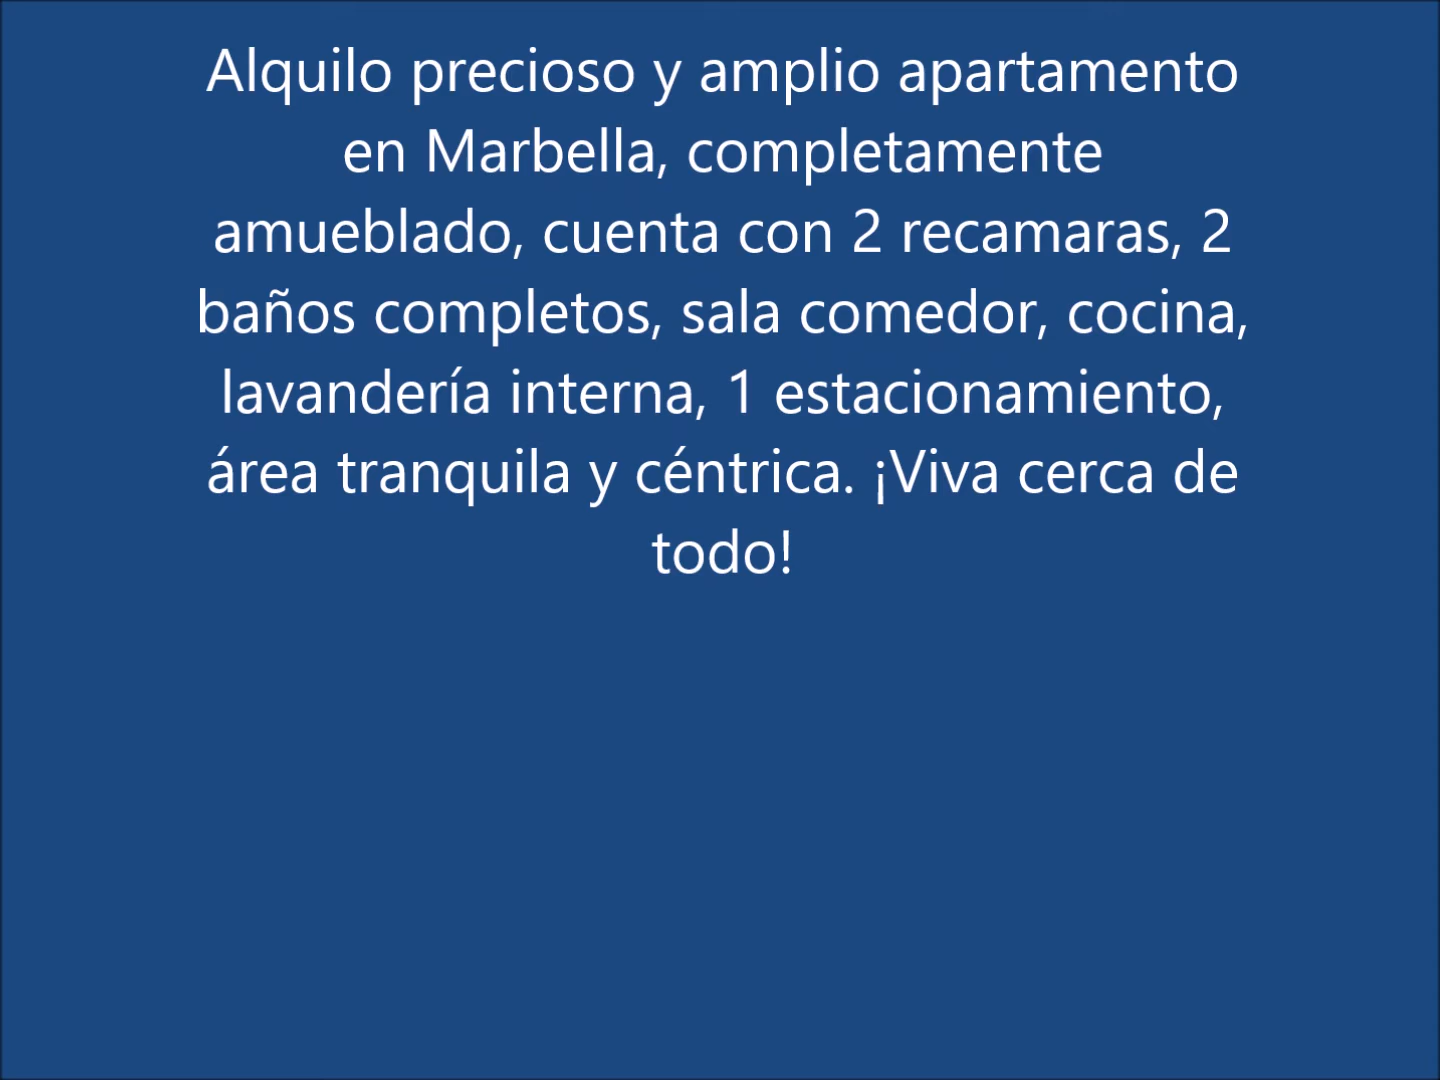 Alquilo precioso y amplio apartamento
en Marbella, completamente
amueblado, cuenta con 2 recamaras, 2
baños completos, sala comedor, cocina,
lavandería interna, 1 estacionamiento,
área tranquila y céntrica. ¡Viva cerca de
todo!